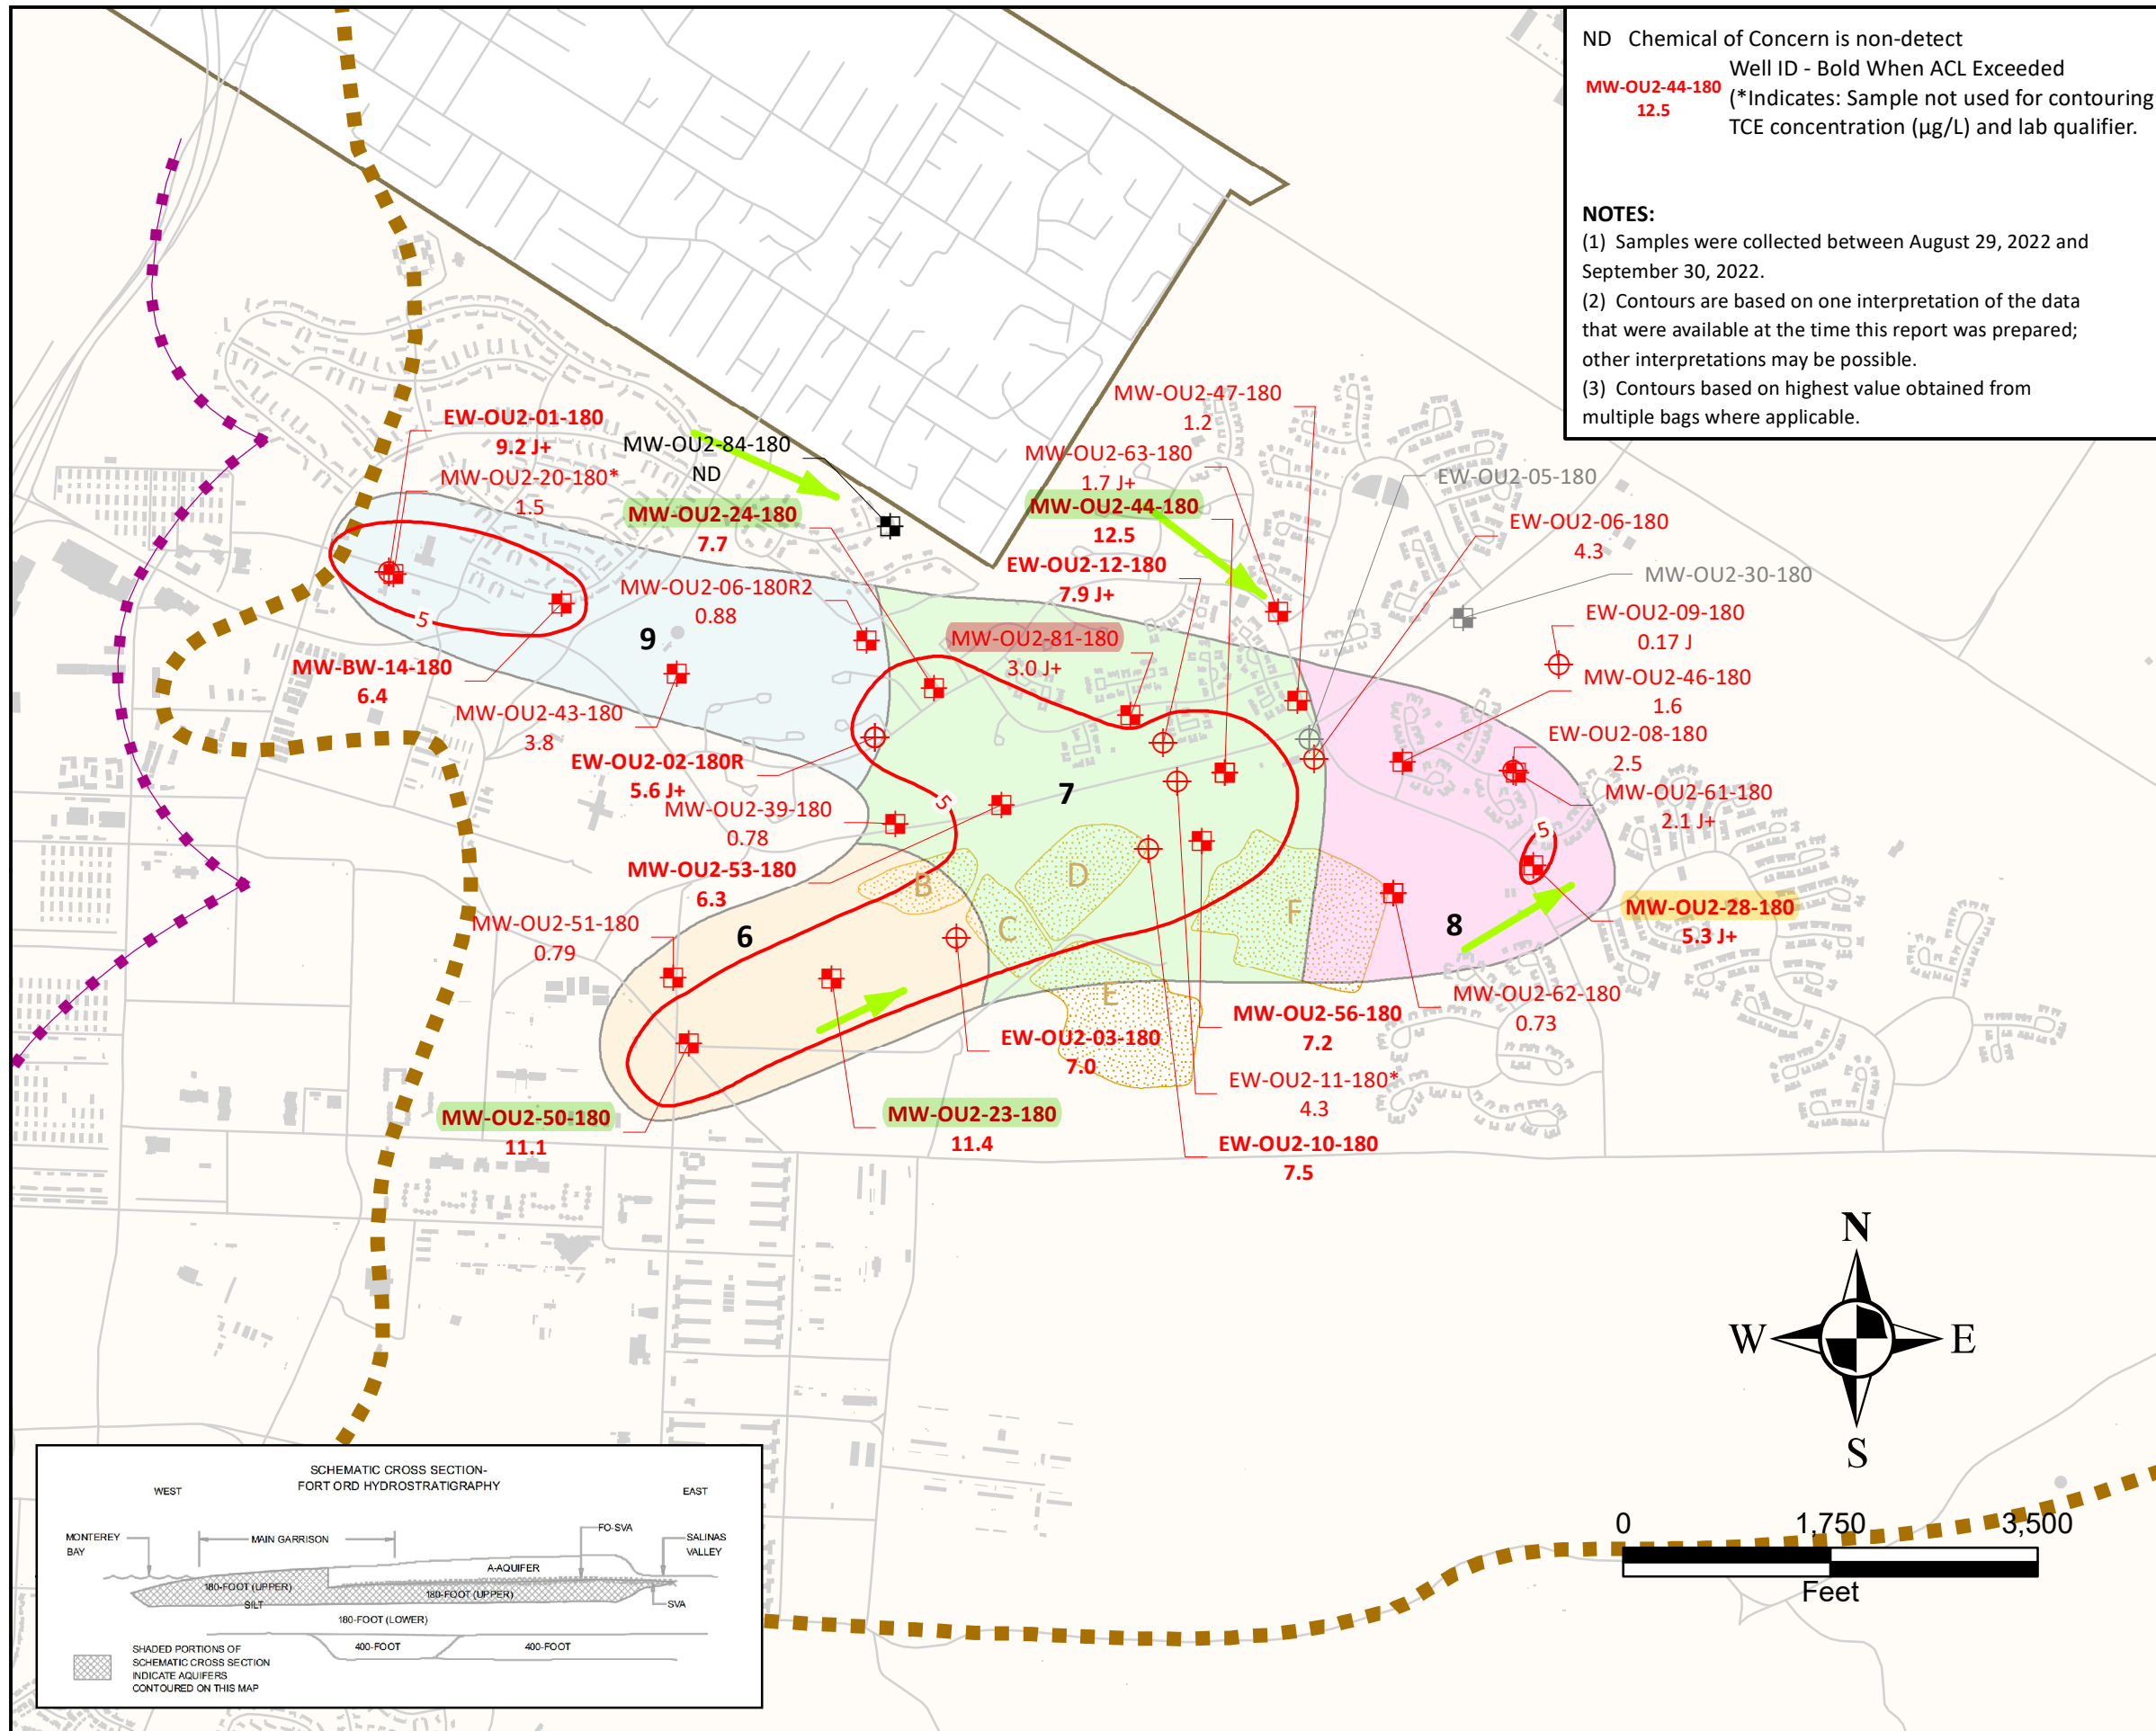 ND Chemical of Concern is non-detect
Well ID - Bold When ACL Exceeded
MW-OU2-44-180
12.5
(*Indicates: Sample not used for contouring
TCE concentration (µg/L) and lab qualifier.
NOTES:
(1) Samples were collected between August 29, 2022 and
September 30, 2022.
(2) Contours are based on one interpretation of the data
that were available at the time this report was prepared;
other interpretations may be possible.
(3) Contours based on highest value obtained from
multiple bags where applicable.
MW-OU2-47-180
1.2
EW-OU2-01-180
9.2 J+
MW-OU2-84-180
ND
MW-OU2-63-180
1.7 J+
MW-OU2-20-180*
1.5
EW-OU2-05-180
MW-OU2-24-180
7.7
MW-OU2-44-180
12.5
EW-OU2-06-180
4.3
EW-OU2-12-180
7.9 J+
MW-OU2-30-180
MW-OU2-06-180R2
0.88
EW-OU2-09-180
0.17 J
5
9
MW-OU2-81-180
3.0 J+
MW-BW-14-180
6.4
MW-OU2-46-180
1.6
MW-OU2-43-180
3.8
EW-OU2-08-180
2.5
EW-OU2-02-180R
5.6 J+
7
5
MW-OU2-61-180
2.1 J+
MW-OU2-39-180
0.78
5
MW-OU2-53-180
6.3
B
D
C
F
E
MW-OU2-28-180
5.3 J+
MW-OU2-51-180
0.79
6
8
MW-OU2-62-180
0.73
MW-OU2-56-180
7.2
EW-OU2-03-180
7.0
EW-OU2-11-180*
4.3
MW-OU2-50-180
11.1
MW-OU2-23-180
11.4
EW-OU2-10-180
7.5
N
W E
S
0 1,750 3,500
Feet
SCHEMATIC CROSS SECTION-
FORT ORD HYDROSTRATIGRAPHY
WEST EAST
MONTEREY
BAY
MAIN GARRISON
FO-SVA
SALINAS
VALLEY
A-AQUIFER
180-FOOT (UPPER)
180-FOOT (UPPER)
SILT
SVA
180-FOOT (LOWER)
400-FOOT 400-FOOT
SHADED PORTIONS OF
SCHEMATIC CROSS SECTION
INDICATE AQUIFERS
CONTOURED ON THIS MAP